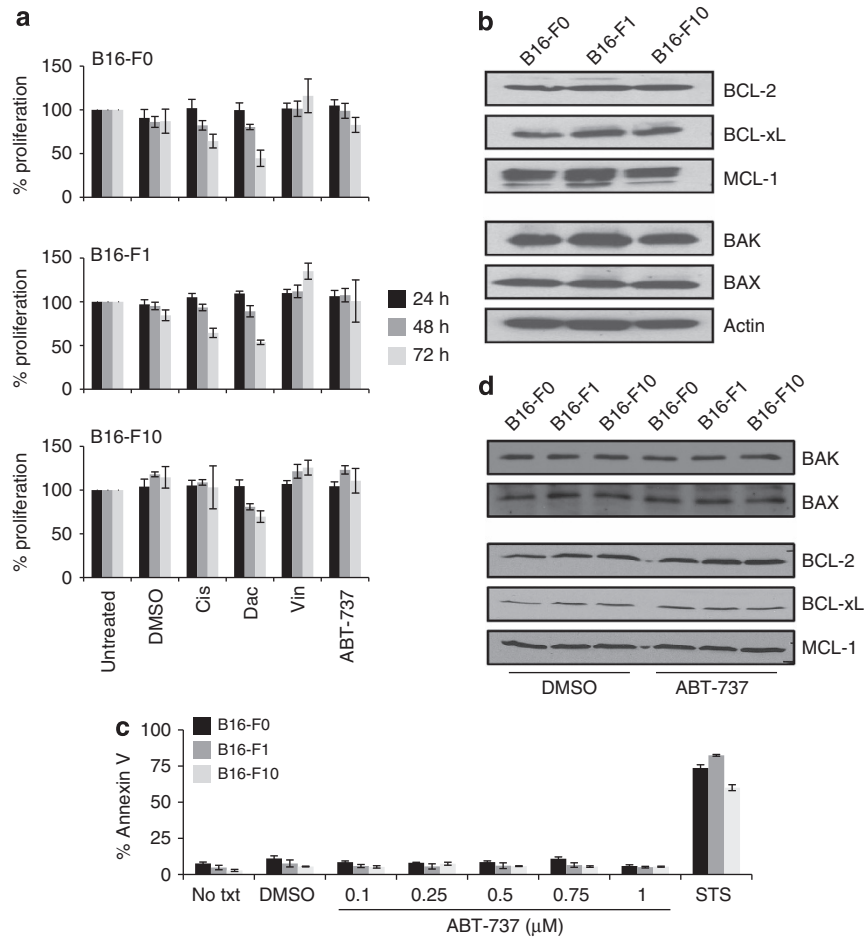 a
B16-F0
150
100
50
0
% proliferation
B16-F1
150
100
50
0
% proliferation
24 h
48 h
72 h
B16-F10
150
100
50
0
% proliferation
Untreated
DMSO
Cis
Dac
Vin
ABT-737
b
B16-F0
B16-F1
B16-F10
BCL-2
BCL-xL
MCL-1
BAK
BAX
Actin
d
B16-F0
B16-F1
B16-F10
B16-F0
B16-F1
B16-F10
BAK
BAX
BCL-2
BCL-xL
MCL-1
DMSO
ABT-737
c
B16-F0
B16-F1
B16-F10
100
75
50
25
0
% Annexin V
No txt
DMSO
0.1
0.25
0.5
0.75
1
STS
ABT-737 (μM)